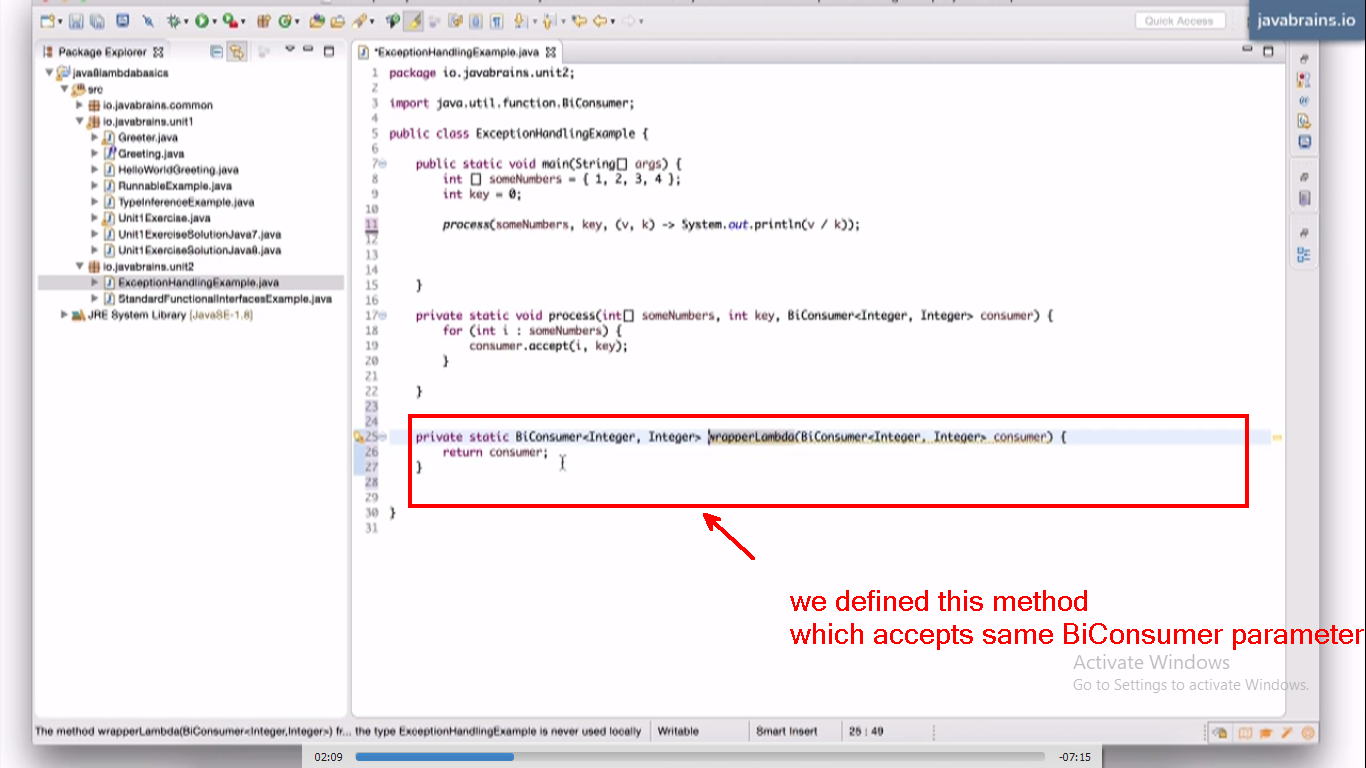 Quick Access
javabrains.io
Package Explorer
*ExceptionHandlingExample.java
java8lambdabasics
src
io.javabrains.common
io.javabrains.unit1
Greeter.java
Greeting.java
HelloWorldGreeting.java
RunnableExample.java
TypeInferenceExample.java
Unit1Exercise.java
Unit1ExerciseSolutionJava7.java
Unit1ExerciseSolutionJava8.java
io.javabrains.unit2
ExceptionHandlingExample.java
StandardFunctionalInterfacesExample.java
JRE System Library [JavaSE-1.8]
1 package io.javabrains.unit2;
2
3 import java.util.function.BiConsumer;
4
5 public class ExceptionHandlingExample {
6
7 public static void main(String[] args) {
8 int [] someNumbers = { 1, 2, 3, 4 };
9 int key = 0;
10
11 process(someNumbers, key, (v, k) -> System.out.println(v / k));
12
13
14
15 }
16
17 private static void process(int[] someNumbers, int key, BiConsumer<Integer, Integer> consumer) {
18 for (int i : someNumbers) {
19 consumer.accept(i, key);
20 }
21
22 }
23
24
25 private static BiConsumer<Integer, Integer> wrapperLambda(BiConsumer<Integer, Integer> consumer) {
26 return consumer;
27 }
28
29
30 }
31
we defined this method
which accepts same BiConsumer parameter
Activate Windows
Go to Settings to activate Windows.
The method wrapperLambda(BiConsumer<Integer,Integer>) fr... the type ExceptionHandlingExample is never used locally
Writable
Smart Insert
25 : 49
02:09
-07:15